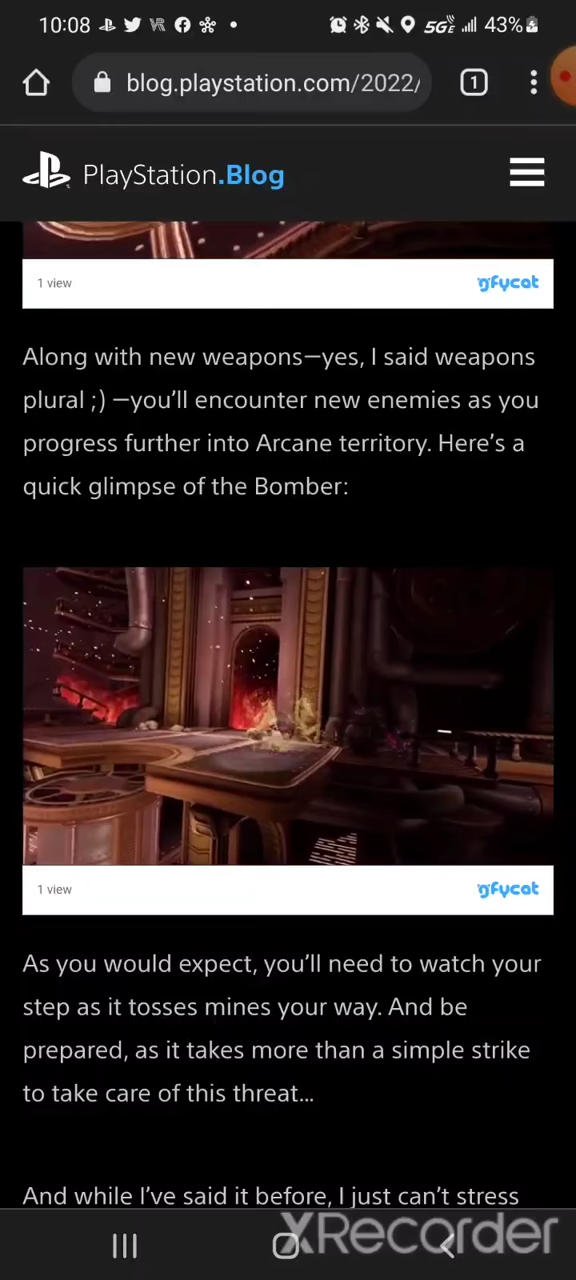 10:08
5GE 43%
blog.playstation.com/2022/
1
PlayStation.Blog
1 view
gfycat
Along with new weapons—yes, I said weapons
plural ;) —you’ll encounter new enemies as you
progress further into Arcane territory. Here’s a
quick glimpse of the Bomber:
1 view
gfycat
As you would expect, you’ll need to watch your
step as it tosses mines your way. And be
prepared, as it takes more than a simple strike
to take care of this threat…
And while I’ve said it before, I just can’t stress
XRecorder